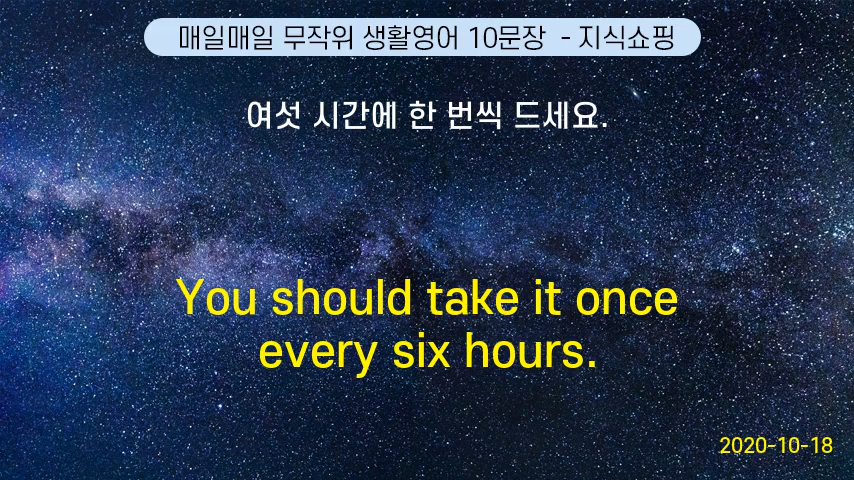 매일매일 무작위 생활영어 10문장 - 지식쇼핑
여섯 시간에 한 번씩 드세요.
You should take it once
every six hours.
2020-10-18